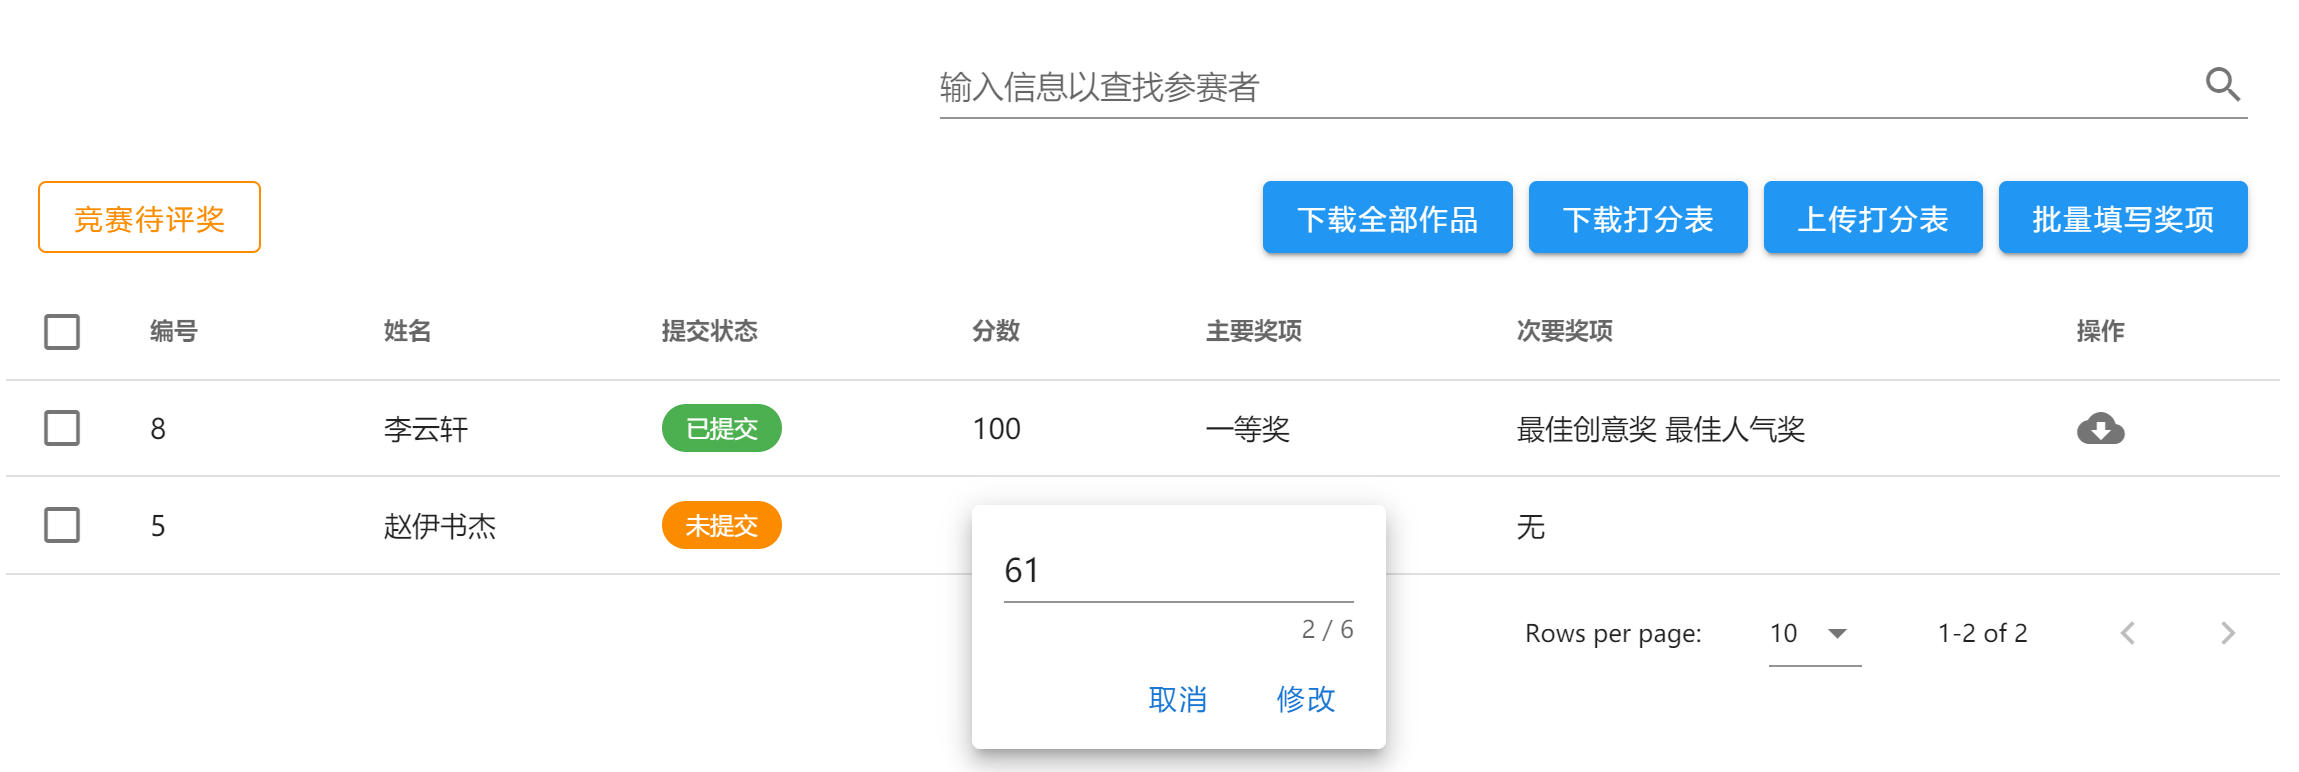 输入信息以查找参赛者
竞赛待评奖 下载全部作品 下载打分表 上传打分表 批量填写奖项
编号 姓名 提交状态 分数 主要奖项 次要奖项 操作
8 李云轩 已提交 100 一等奖 最佳创意奖 最佳人气奖
5 赵伊书杰 未提交 无
61
2 / 6
取消 修改
Rows per page: 10 1-2 of 2